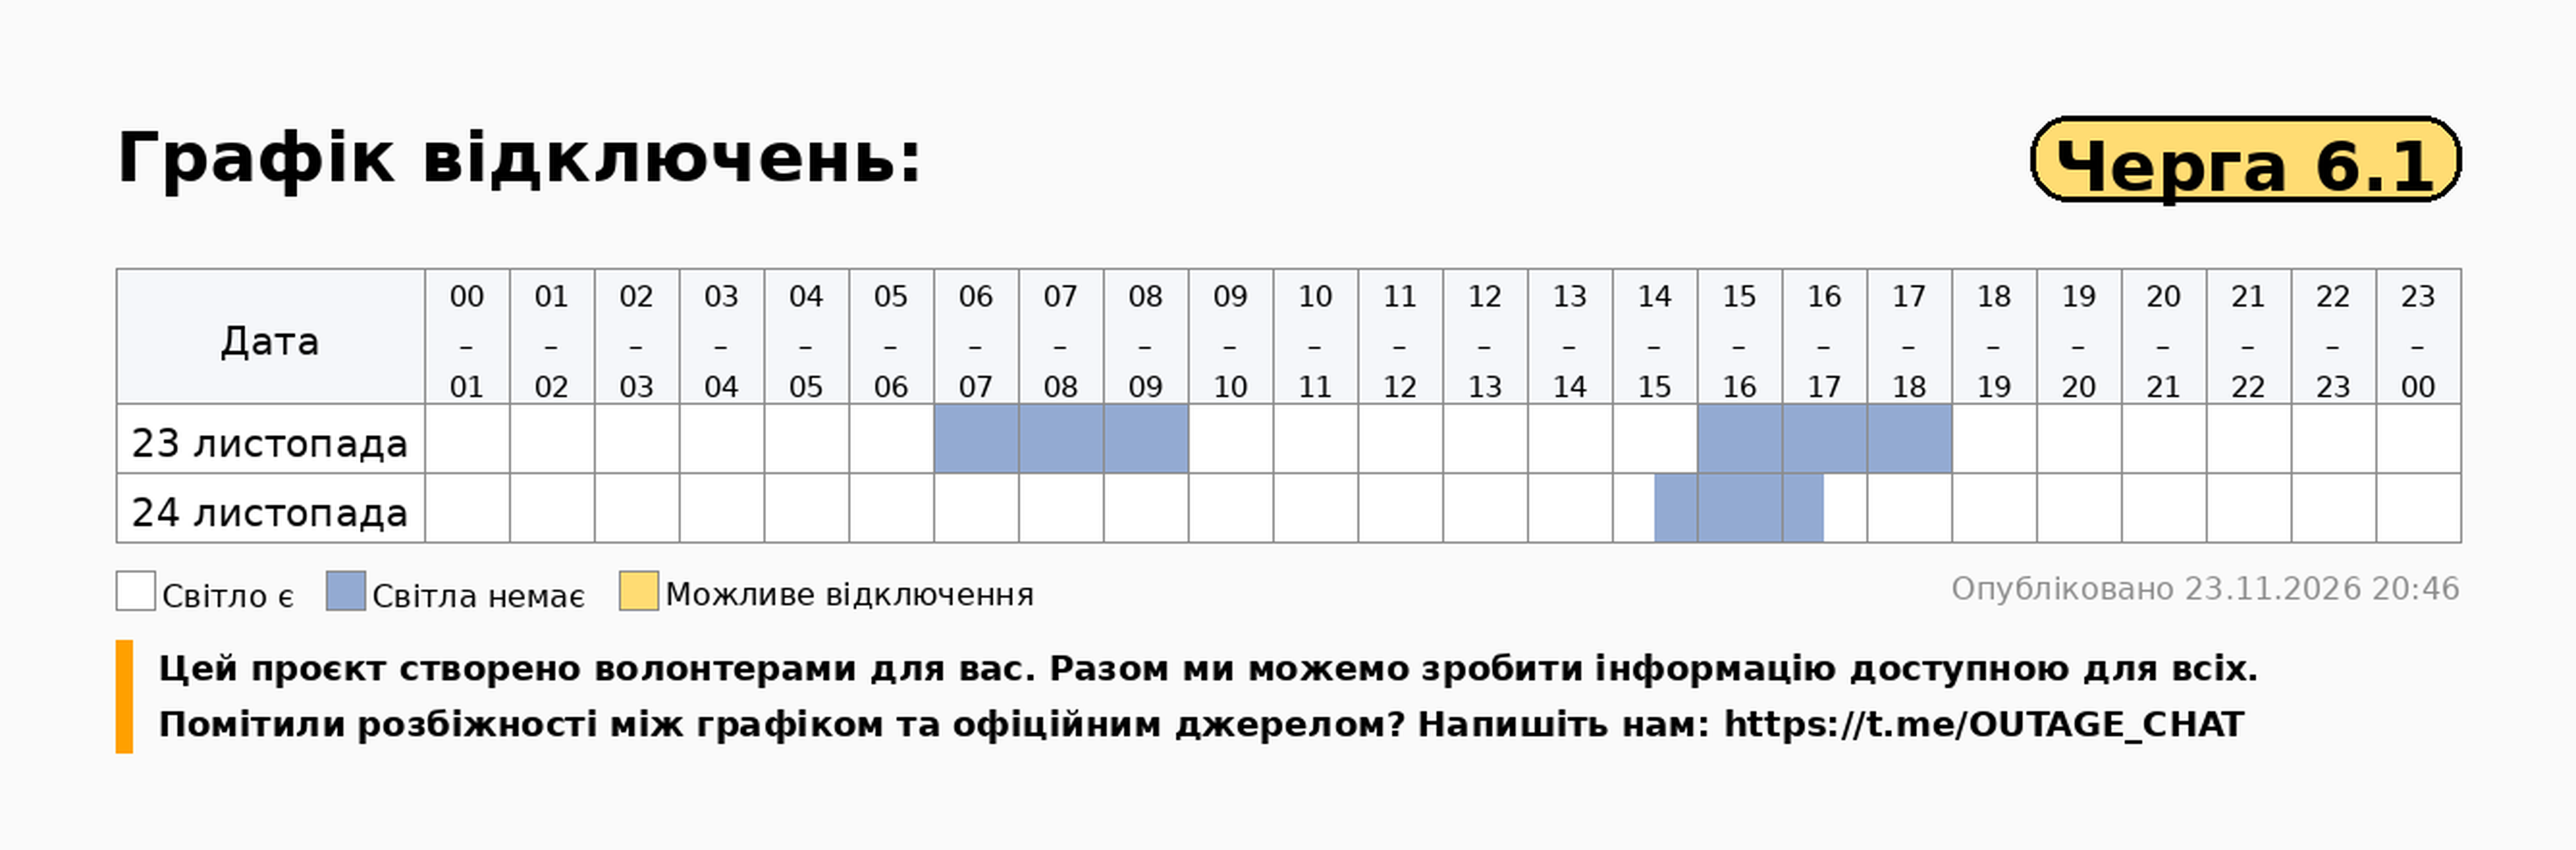 Графік відключень:
Черга 6.1
Дата
00 – 01
01 – 02
02 – 03
03 – 04
04 – 05
05 – 06
06 – 07
07 – 08
08 – 09
09 – 10
10 – 11
11 – 12
12 – 13
13 – 14
14 – 15
15 – 16
16 – 17
17 – 18
18 – 19
19 – 20
20 – 21
21 – 22
22 – 23
23 – 00
23 листопада
24 листопада
Світло є
Світла немає
Можливе відключення
Опубліковано 23.11.2026 20:46
Цей проєкт створено волонтерами для вас. Разом ми можемо зробити інформацію доступною для всіх.
Помітили розбіжності між графіком та офіційним джерелом? Напишіть нам: https://t.me/OUTAGE_CHAT